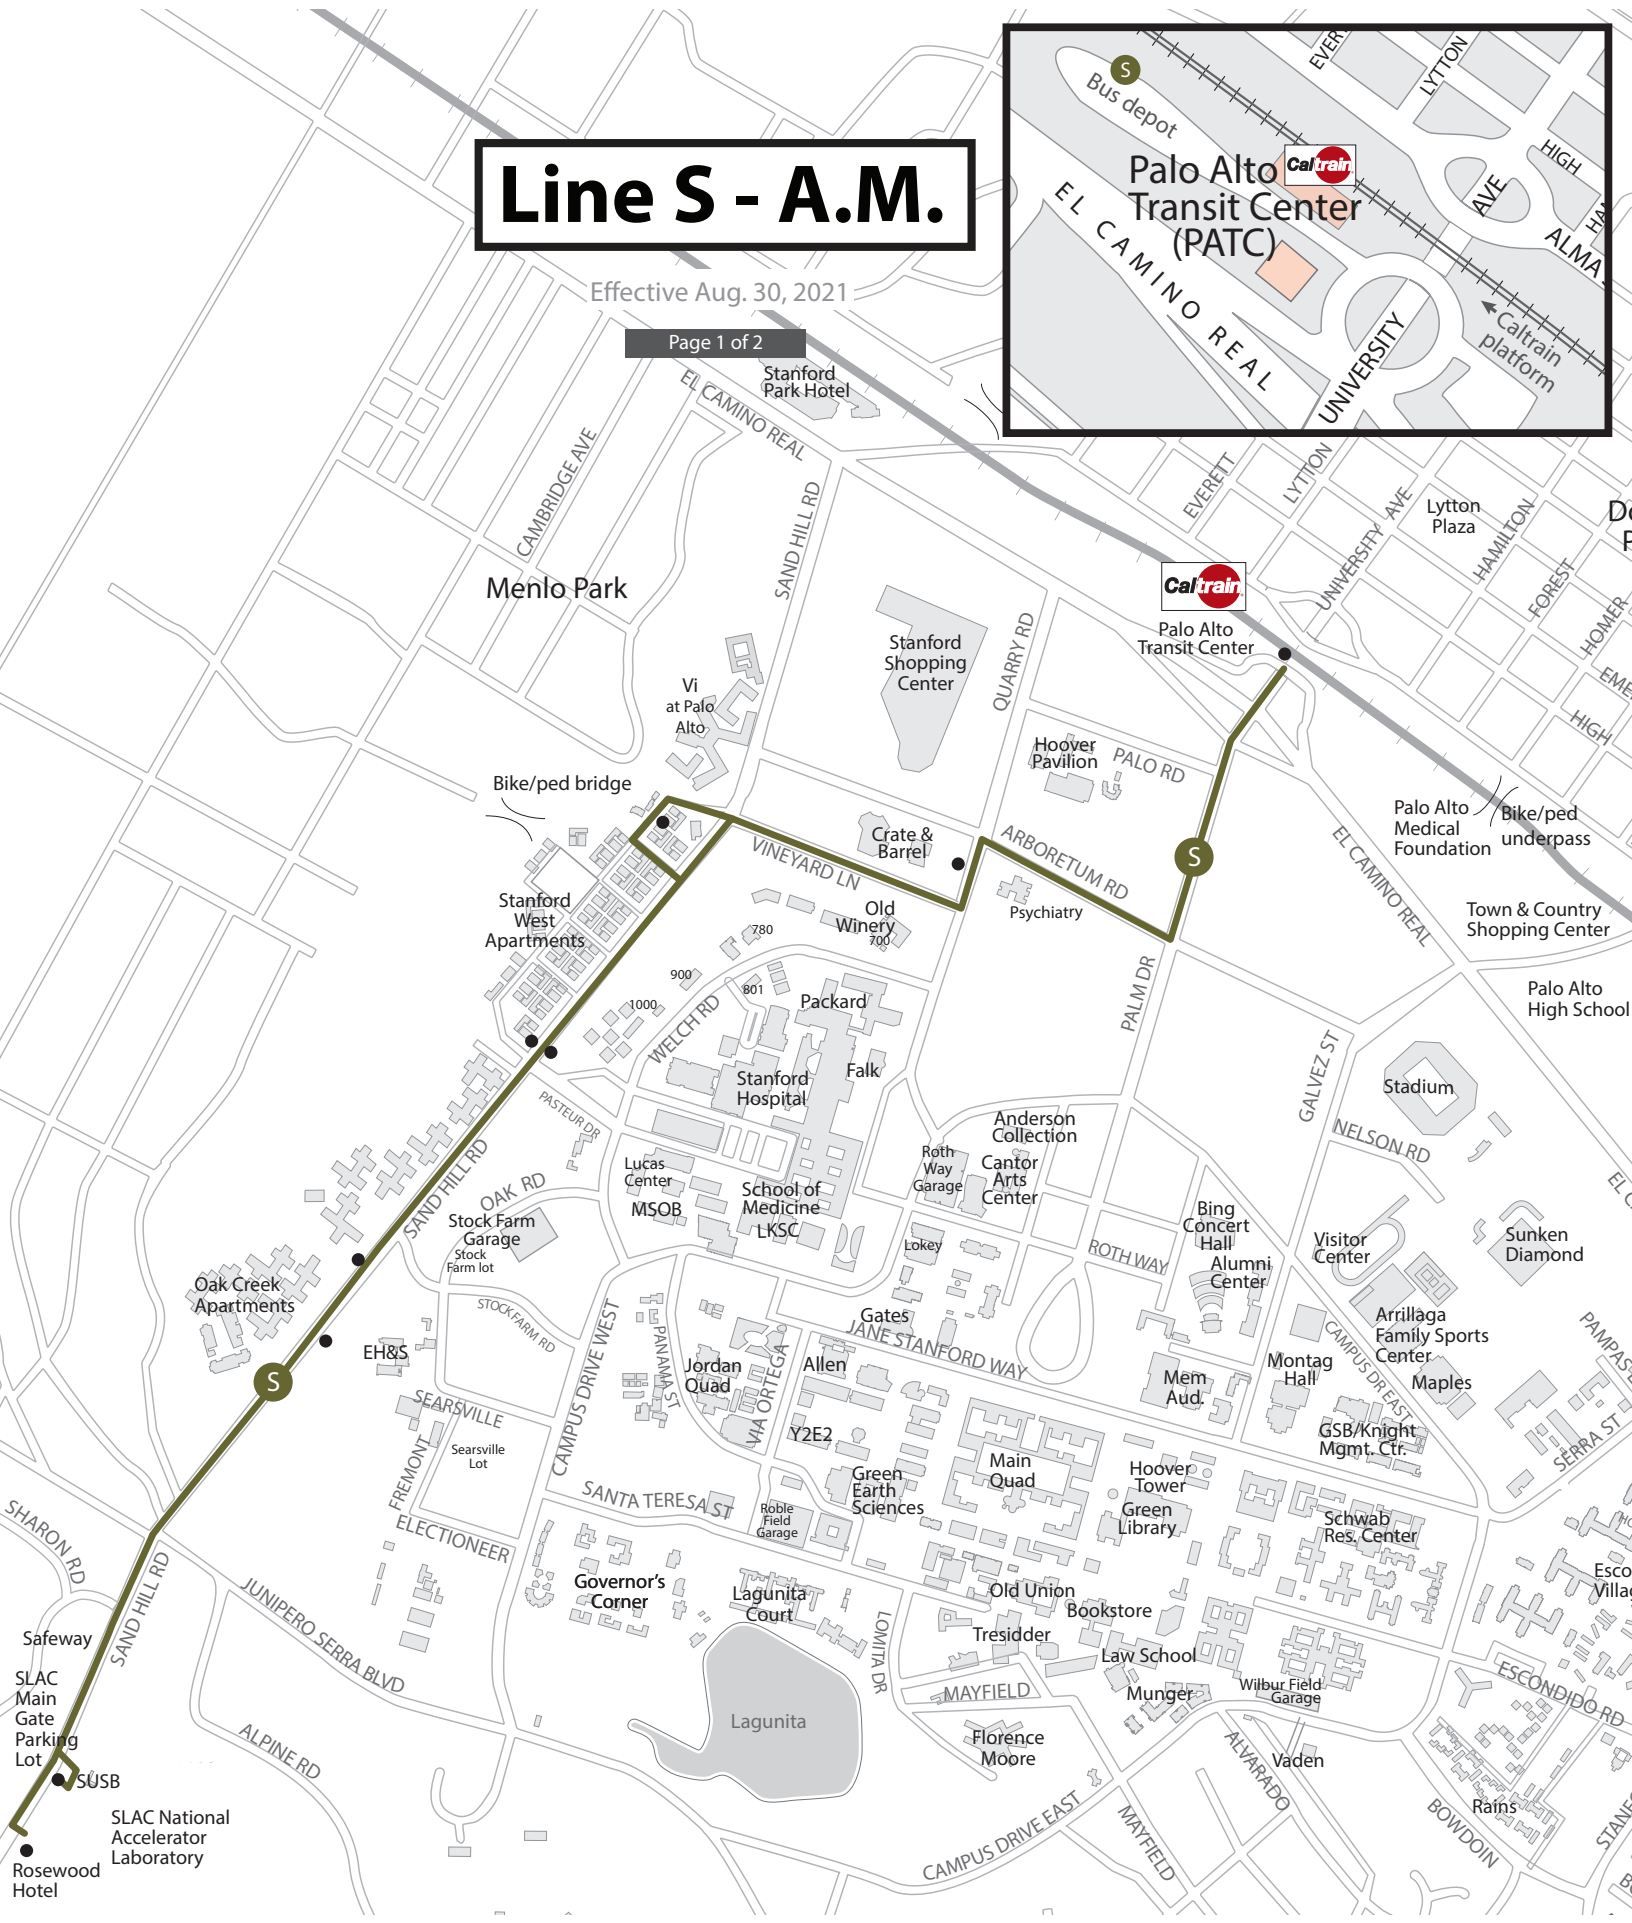 Line S - A.M.
Effective Aug. 30, 2021
Page 1 of 2
S
Bus depot
Palo Alto
Transit Center
(PATC)
Caltrain
EL CAMINO REAL
UNIVERSITY
AVE
LYTTON
HIGH
ALMA
Caltrain
platform
Stanford
Park Hotel
EL CAMINO REAL
CAMBRIDGE AVE
SAND HILL RD
Menlo Park
EVERETT
LYTTON
UNIVERSITY AVE
Lytton
Plaza
HAMILTON
FOREST
HOMER
HIGH
Caltrain
Palo Alto
Transit Center
Stanford
Shopping
Center
QUARRY RD
Vi
at Palo
Alto
Hoover
Pavilion
PALO RD
Bike/ped bridge
Palo Alto
Medical
Foundation
Bike/ped
underpass
EL CAMINO REAL
Crate &
Barrel
VINEYARD LN
ARBORETUM RD
S
Psychiatry
Stanford
West
Apartments
Old
Winery
700
780
900
801
1000
Town & Country
Shopping Center
Palo Alto
High School
WELCH RD
Packard
PALM DR
Falk
Stanford
Hospital
GALVEZ ST
Stadium
NELSON RD
PASTEUR DR
Anderson
Collection
Roth
Way
Garage
Cantor
Arts
Center
Lucas
Center
MSOB
School of
Medicine
LKSC
SAND HILL RD
OAK RD
Stock Farm
Garage
Stock
Farm lot
Lokey
ROTH WAY
Bing
Concert
Hall
Alumni
Center
Visitor
Center
Sunken
Diamond
Oak Creek
Apartments
STOCK FARM RD
Gates
JANE STANFORD WAY
Arrillaga
Family Sports
Center
EH&S
S
CAMPUS DRIVE WEST
PANAMA ST
Jordan
Quad
VIA ORTEGA
Allen
Mem
Aud.
Montag
Hall
CAMPUS DR EAST
Maples
SEARSVILLE
Searsville
Lot
FREMONT
Y2E2
Main
Quad
GSB/Knight
Mgmt. Ctr.
SERRA ST
Green
Earth
Sciences
Hoover
Tower
Green
Library
SANTA TERESA ST
Roble
Field
Garage
Schwab
Res. Center
ELECTIONEER
SHARON RD
SAND HILL RD
JUNIPERO SERRA BLVD
Governor's
Corner
Lagunita
Court
Old Union
Bookstore
Tresidder
Law School
LOMITA DR
MAYFIELD
Munger
Wilbur Field
Garage
ESCONDIDO RD
Safeway
SLAC
Main
Gate
Parking
Lot
SUSB
SLAC National
Accelerator
Laboratory
Rosewood
Hotel
ALPINE RD
Lagunita
Florence
Moore
ALVARADO
Vaden
Rains
BOWDOIN
MAYFIELD
CAMPUS DRIVE EAST